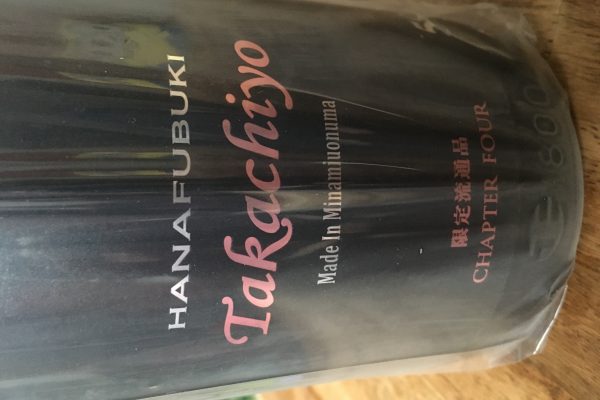 HANAFUBUKI
Takachiyo
Made In Minamiuonuma
限定流通品
CHAPTER FOUR